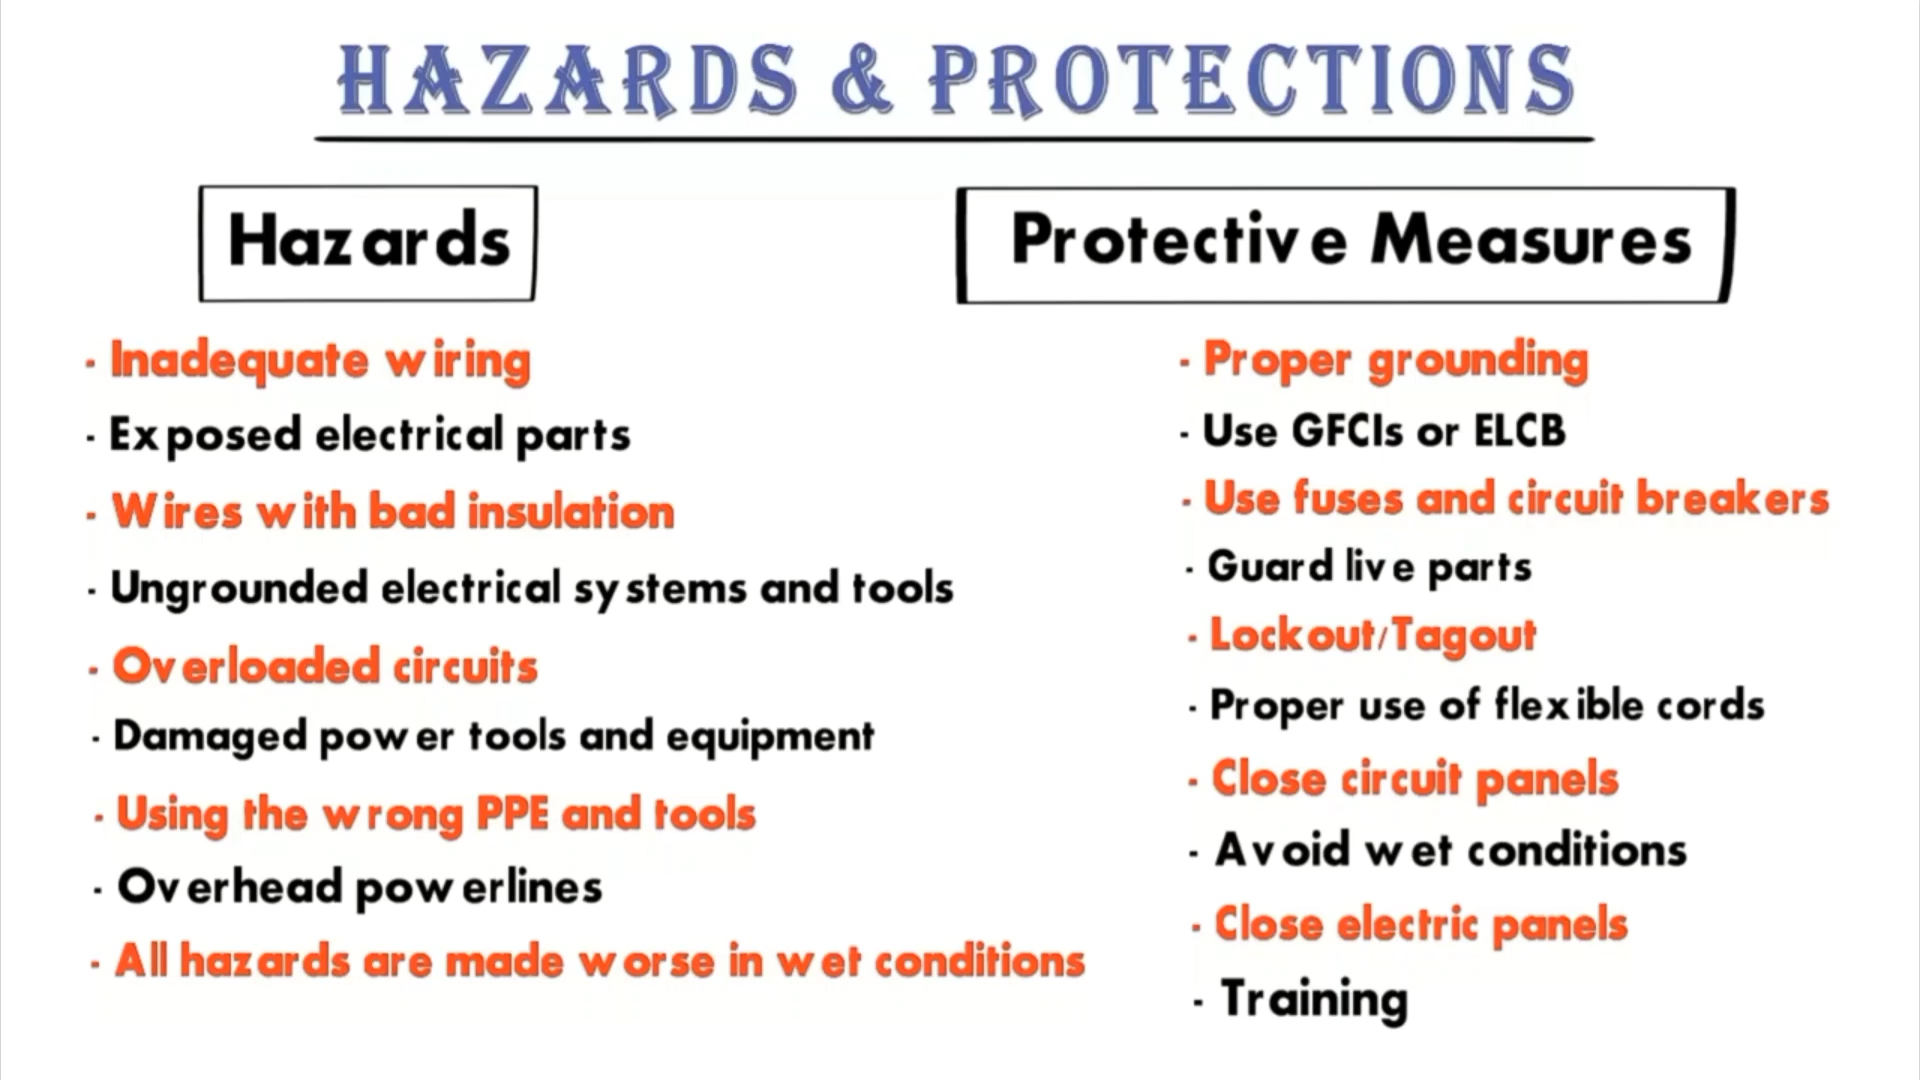 HAZARDS & PROTECTIONS
Hazards
- Inadequate wiring
- Exposed electrical parts
- Wires with bad insulation
- Ungrounded electrical systems and tools
- Overloaded circuits
- Damaged power tools and equipment
- Using the wrong PPE and tools
- Overhead powerlines
- All hazards are made worse in wet conditions
Protective Measures
- Proper grounding
- Use GFCIs or ELCB
- Use fuses and circuit breakers
- Guard live parts
- Lockout/Tagout
- Proper use of flexible cords
- Close circuit panels
- Avoid wet conditions
- Close electric panels
- Training